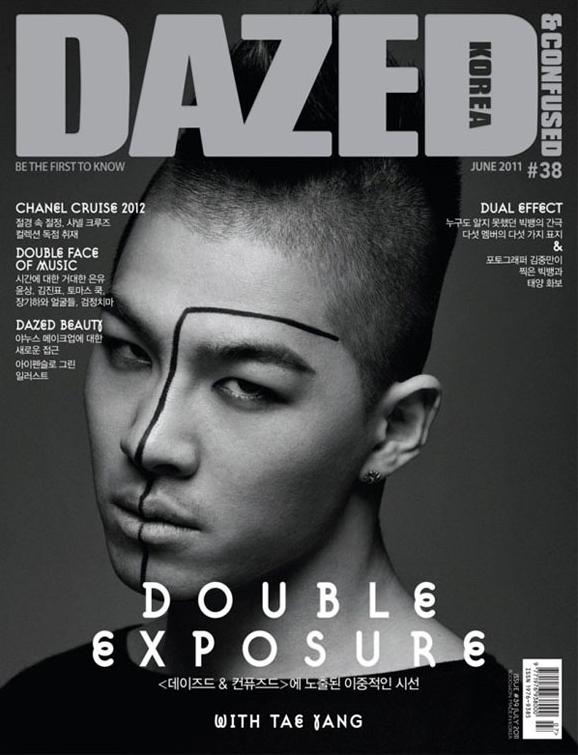 DAZED
KOREA
& CONFUSED
BE THE FIRST TO KNOW
JUNE 2011 #38
CHANEL CRUISE 2012
절경 속 절정, 샤넬 크루즈
컬렉션 독점 취재
DOUBLE FACE
OF MUSIC
시간에 대한 거대한 은유
윤상, 김진표, 토마스 쿡,
장기하와 얼굴들, 검정치마
DAZED BEAUTY
야누스 메이크업에 대한
새로운 접근
아이펜슬로 그린
일러스트
DUAL EFFECT
누구도 알지 못했던 빅뱅의 간극
다섯 멤버의 다섯 가지 표지
&
포토그래퍼 김중만이
찍은 빅뱅과
태양 화보
DOUBLE
EXPOSURE
<데이즈드 & 컨퓨즈드>에 노출된 이중적인 시선
WITH TAE YANG
ISSUE #39 JULY 2011
ISSN 1976-9385
07